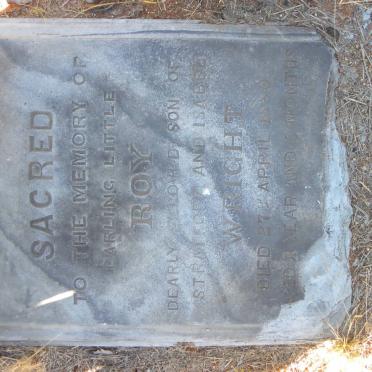 SACRED
TO THE MEMORY OF
DARLING LITTLE
ROY
DEARLY LOVED SON OF
AND ISABEL
WRIGHT
DIED 27TH APRIL
YEAR AND MONTHS